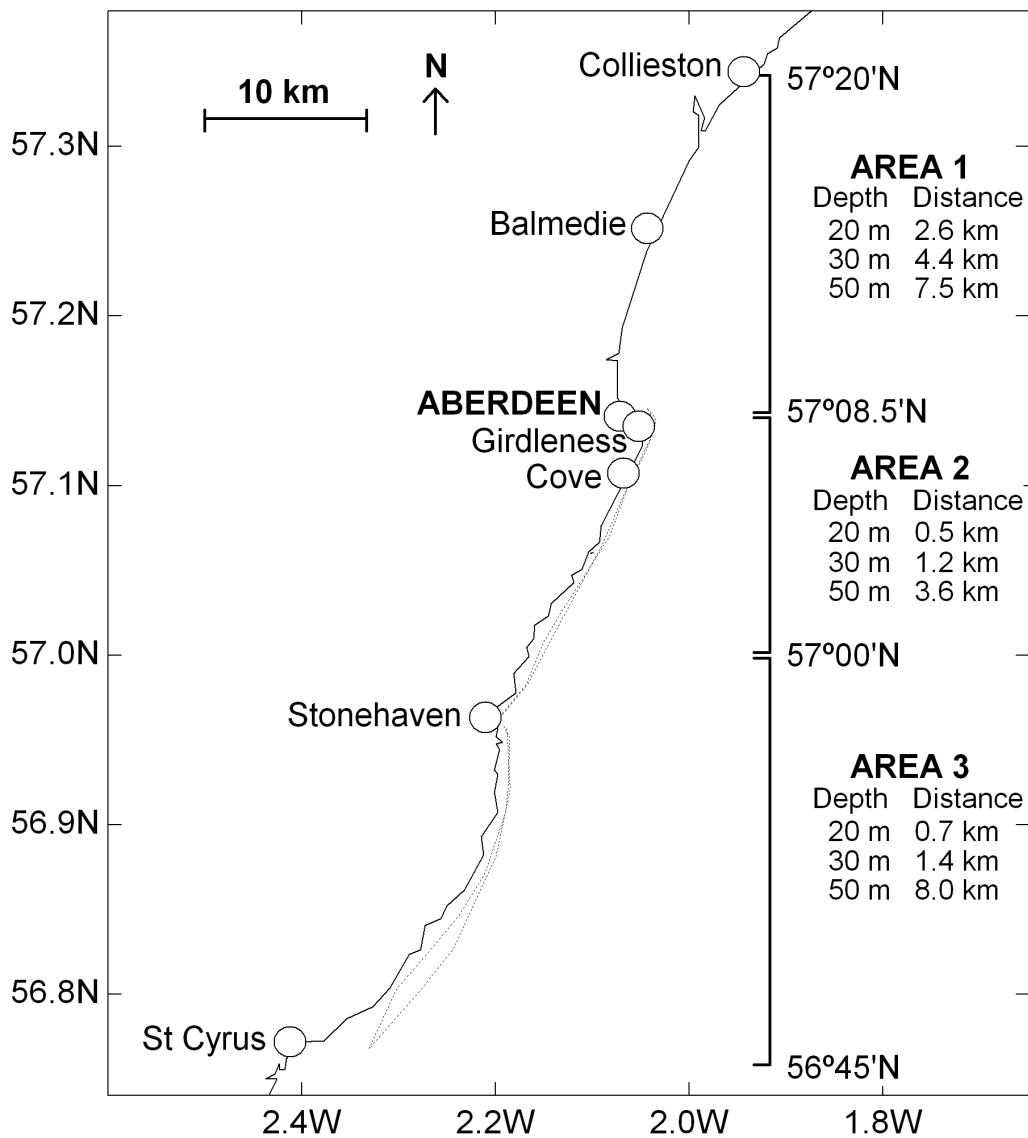 Collieston
57º20'N
N
10 km
57.3N
AREA 1
Depth Distance
20 m 2.6 km
30 m 4.4 km
50 m 7.5 km
Balmedie
57.2N
ABERDEEN
57º08.5'N
Girdleness
Cove
57.1N
AREA 2
Depth Distance
20 m 0.5 km
30 m 1.2 km
50 m 3.6 km
57.0N
57º00'N
Stonehaven
AREA 3
Depth Distance
20 m 0.7 km
30 m 1.4 km
50 m 8.0 km
56.9N
56.8N
St Cyrus
56º45'N
2.4W 2.2W 2.0W 1.8W